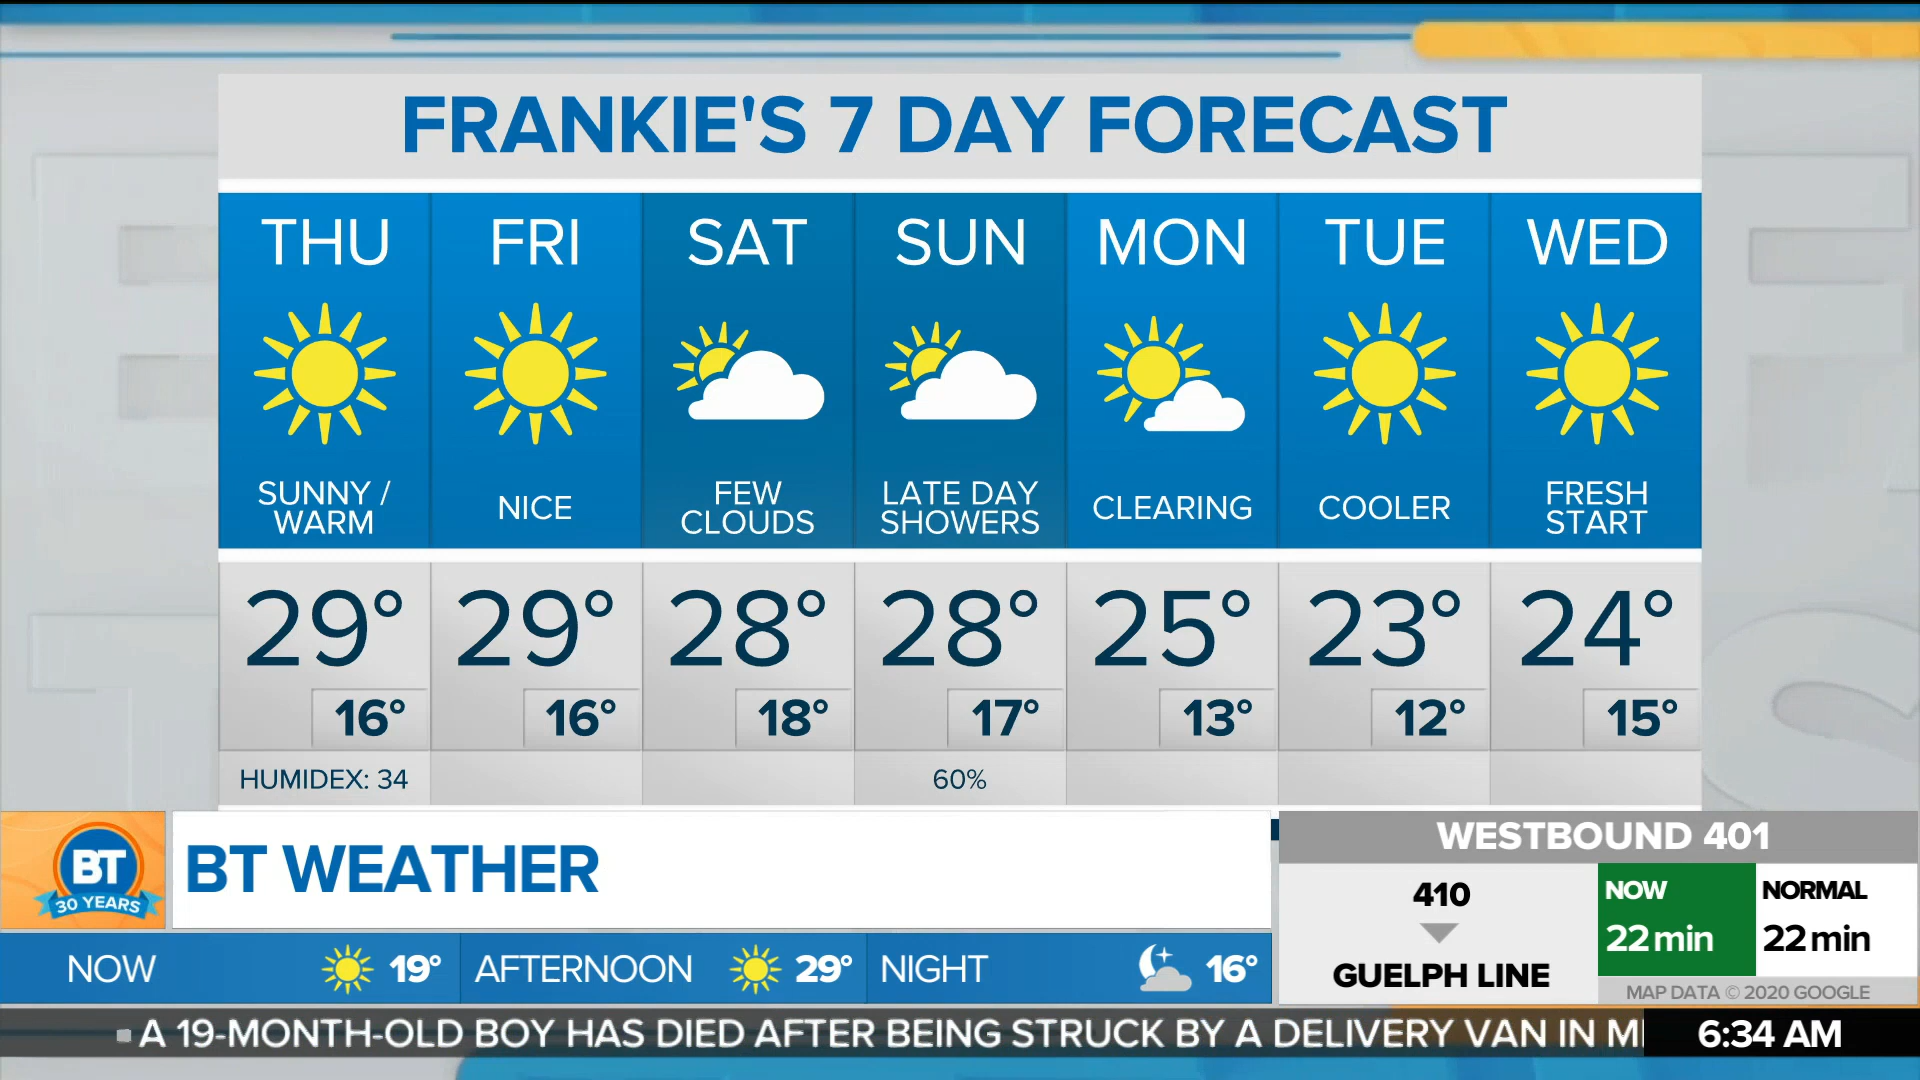 FRANKIE'S 7 DAY FORECAST
THU FRI SAT SUN MON TUE WED
SUNNY / WARM
NICE
FEW CLOUDS
LATE DAY SHOWERS
CLEARING
COOLER
FRESH START
29° 29° 28° 28° 25° 23° 24°
16° 16° 18° 17° 13° 12° 15°
HUMIDEX: 34 60%
BT
30 YEARS
BT WEATHER
WESTBOUND 401
410
GUELPH LINE
NOW
22 min
NORMAL
22 min
MAP DATA © 2020 GOOGLE
NOW 19° AFTERNOON 29° NIGHT 16°
A 19-MONTH-OLD BOY HAS DIED AFTER BEING STRUCK BY A DELIVERY VAN IN
6:34 AM